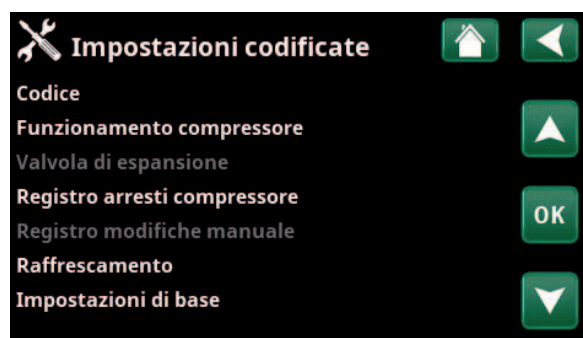 Impostazioni codificate
Codice
Funzionamento compressore
Valvola di espansione
Registro arresti compressore
OK
Registro modifiche manuale
Raffrescamento
Impostazioni di base